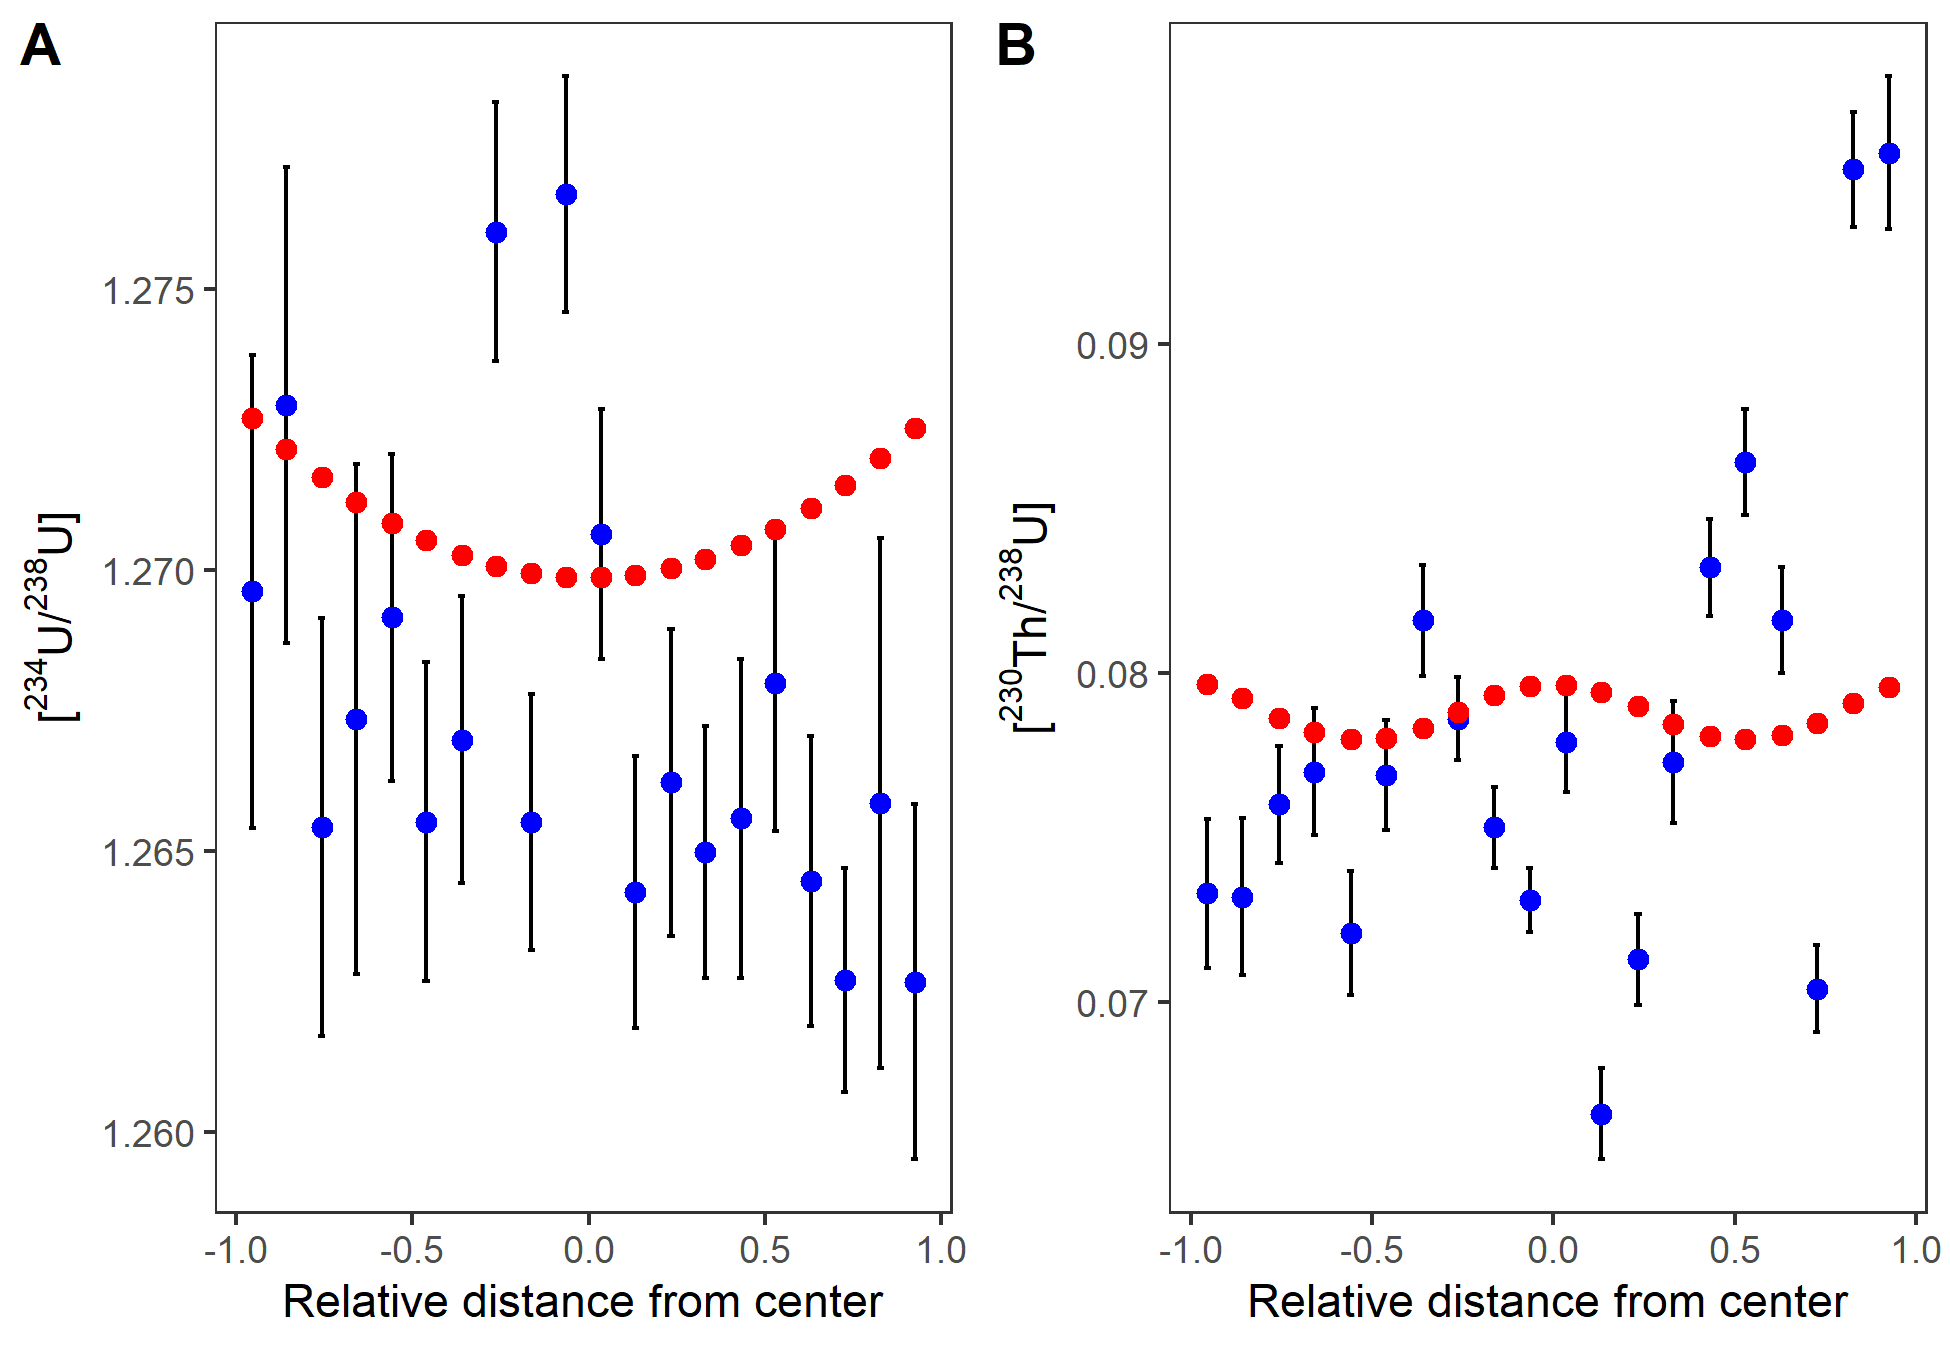 A
[²³⁴U/²³⁸U]
1.275
1.270
1.265
1.260
-1.0 -0.5 0.0 0.5 1.0
Relative distance from center
B
[²³⁰Th/²³⁸U]
0.09
0.08
0.07
-1.0 -0.5 0.0 0.5 1.0
Relative distance from center